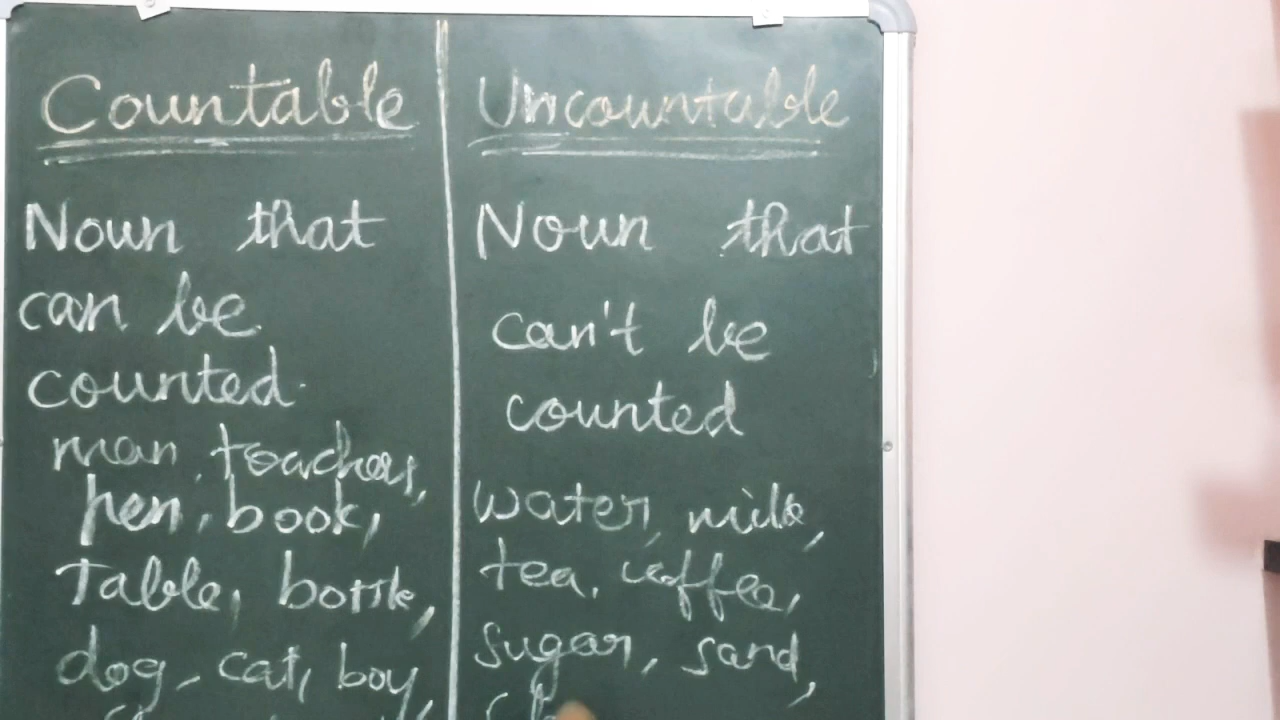 Countable
Noun that
can be
counted.
man, teacher,
hen, book,
Table, bottle,
dog, cat, boy,
Uncountable
Noun that
can't be
counted
water, milk,
tea, coffee,
sugar, sand,